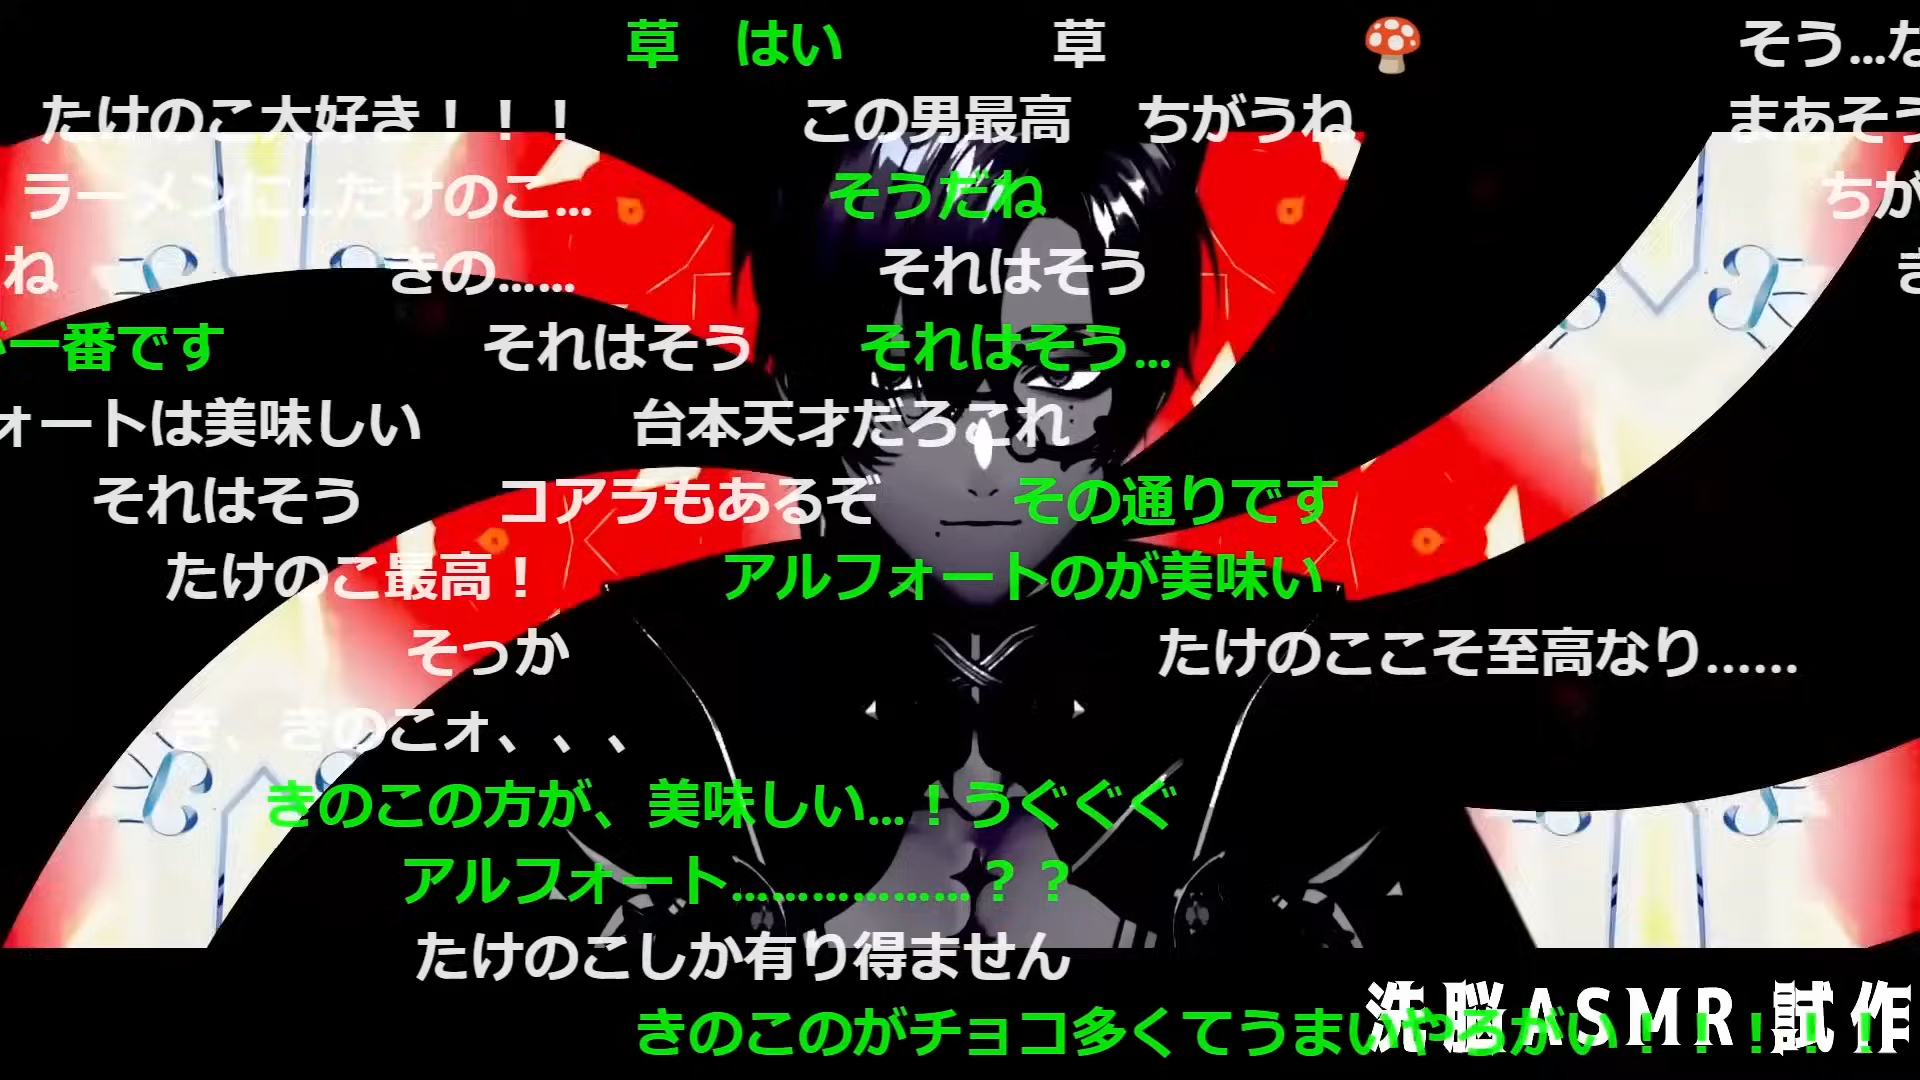 草　はい
草
そう…な
たけのこ大好き！！！
この男最高
ちがうね
まあそう
ラーメンに…たけのこ…
そうだね
ちが
ね
きの……
それはそう
き
一番です
それはそう
それはそう…
ォートは美味しい
台本天才だろこれ
それはそう
コアラもあるぞ
その通りです
たけのこ最高！
アルフォートのが美味い
そっか
たけのここそ至高なり……
き、きのこォ、、、
きのこの方が、美味しい…！うぐぐぐ
アルフォート………………？？
たけのこしか有り得ません
洗脳ASMR 試作
きのこのがチョコ多くてうまいやろがい！！！！！